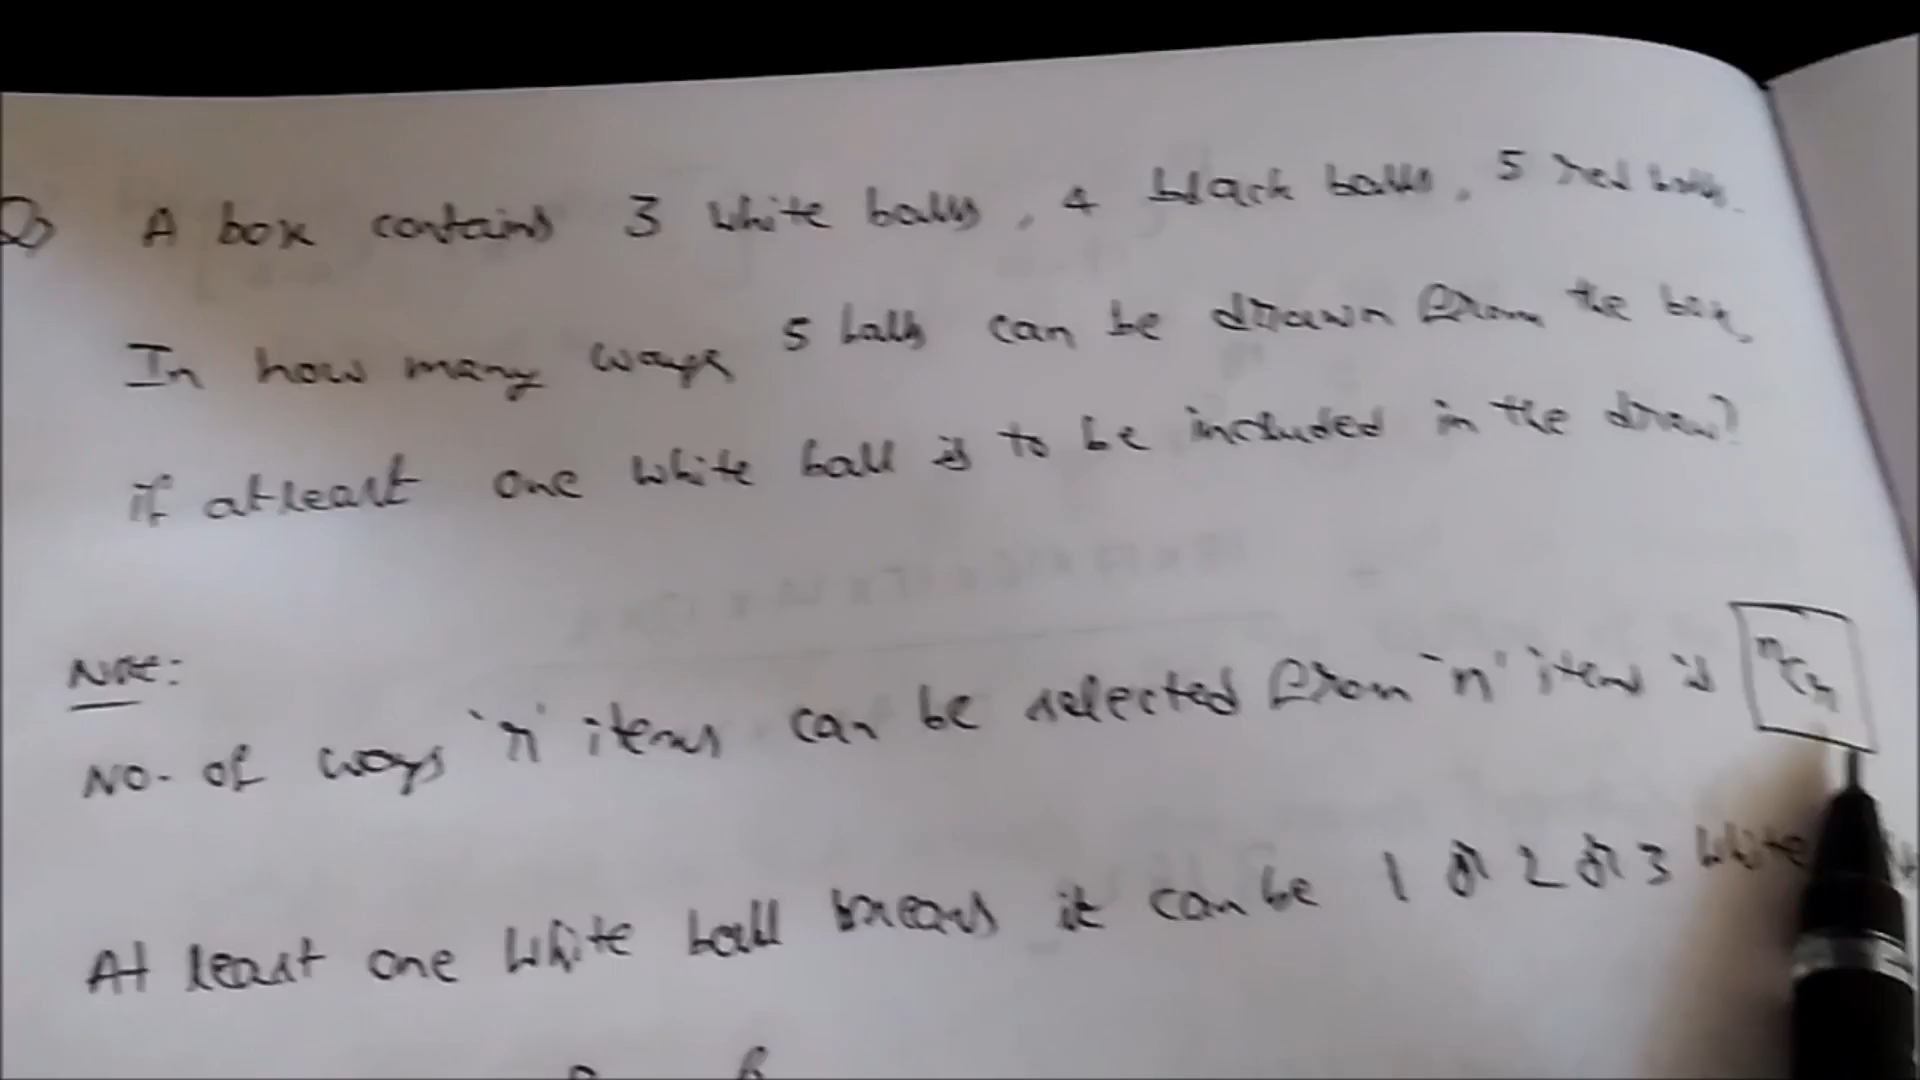 Q) A box contains 3 white balls, 4 black balls, 5 red balls.
In how many ways 5 balls can be drawn from the box,
if atleast one white ball is to be included in the draw?
Note:
No. of ways 'r' items can be selected from 'n' items is nCr
At least one white ball means it can be 1 or 2 or 3 white